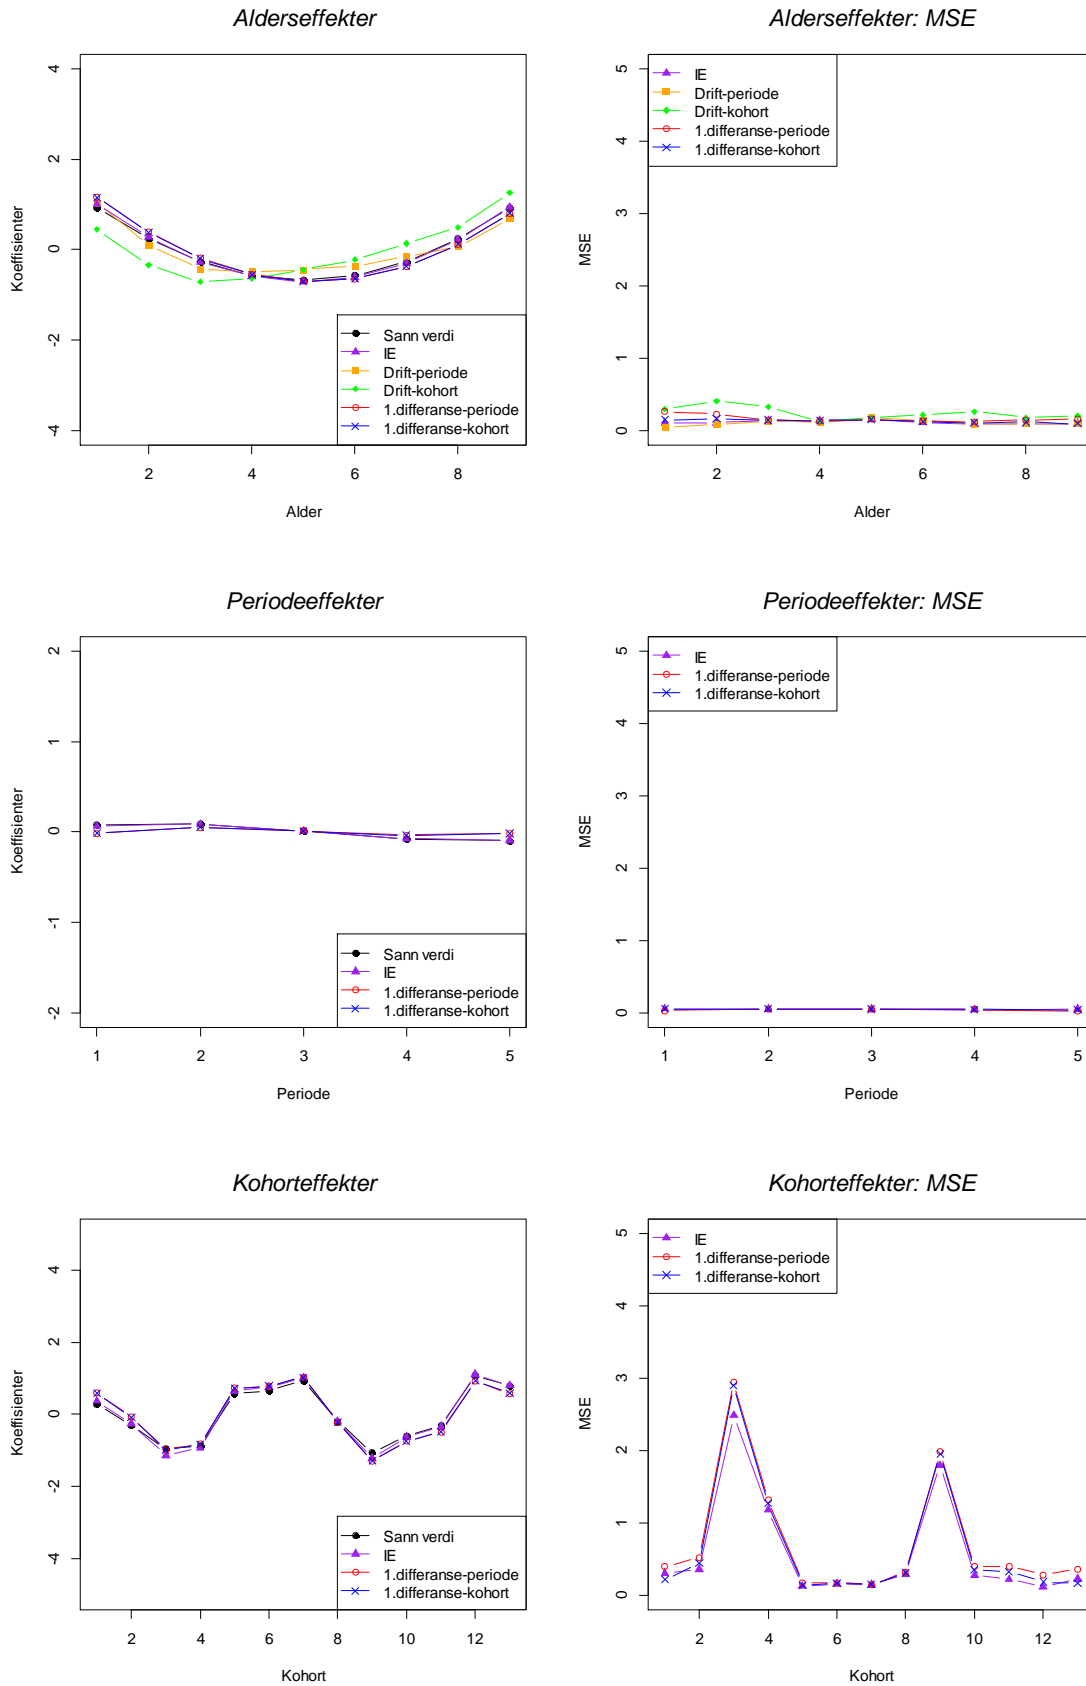 Alderseffekter
Koeffisienter
4
2
0
-2
-4
2
4
6
8
Alder
Sann verdi
IE
Drift-periode
Drift-kohort
1.differanse-periode
1.differanse-kohort
Alderseffekter: MSE
MSE
5
4
3
2
1
0
2
4
6
8
Alder
IE
Drift-periode
Drift-kohort
1.differanse-periode
1.differanse-kohort
Periodeeffekter
Koeffisienter
2
1
0
-1
-2
1
2
3
4
5
Periode
Sann verdi
IE
1.differanse-periode
1.differanse-kohort
Periodeeffekter: MSE
MSE
5
4
3
2
1
0
1
2
3
4
5
Periode
IE
1.differanse-periode
1.differanse-kohort
Kohorteffekter
Koeffisienter
4
2
0
-2
-4
2
4
6
8
10
12
Kohort
Sann verdi
IE
1.differanse-periode
1.differanse-kohort
Kohorteffekter: MSE
MSE
5
4
3
2
1
0
2
4
6
8
10
12
Kohort
IE
1.differanse-periode
1.differanse-kohort